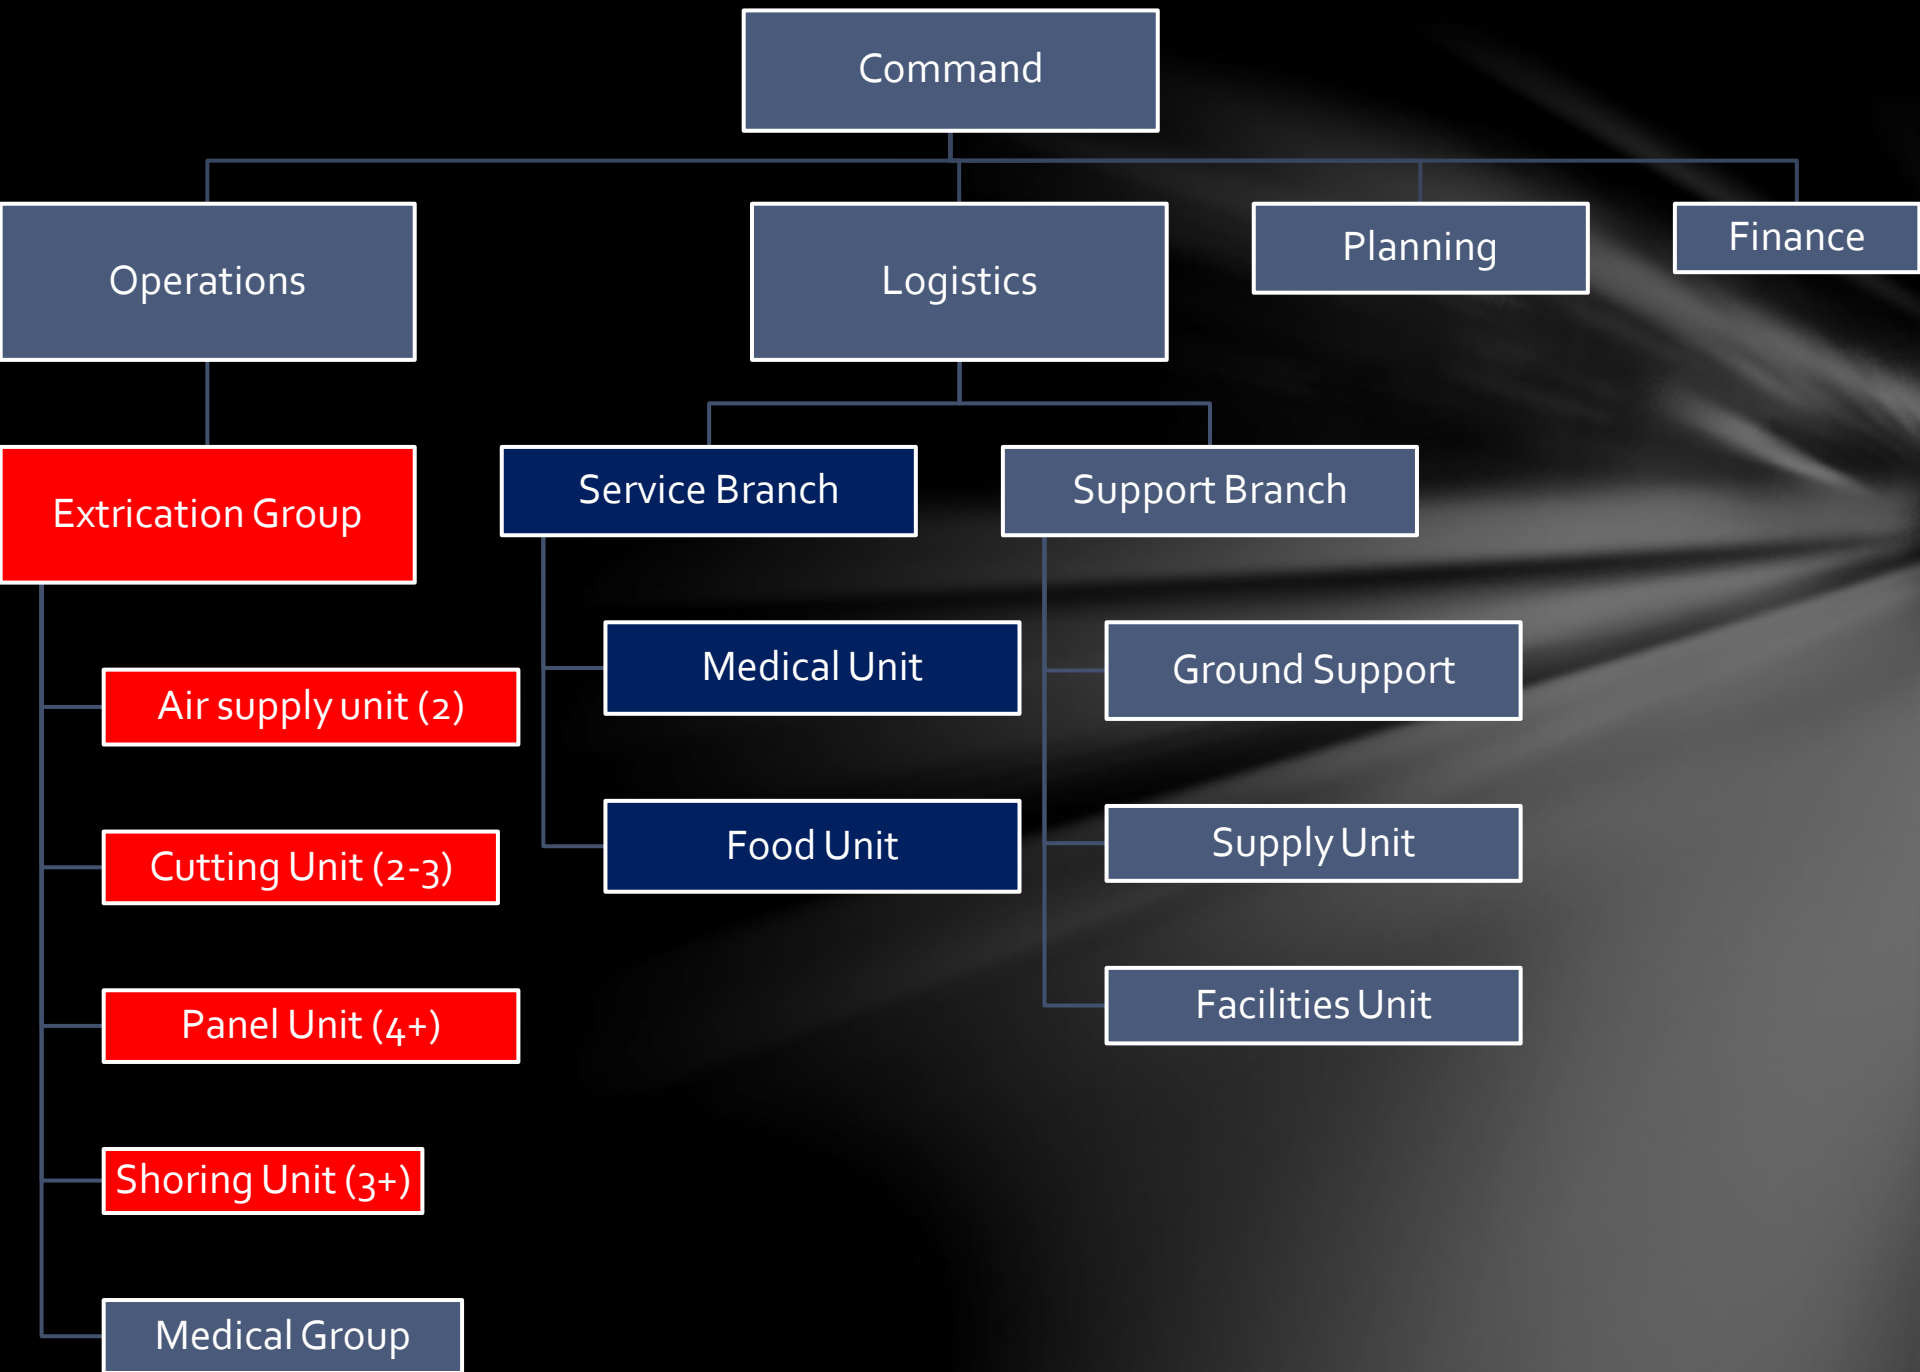 Command
Operations
Logistics
Planning
Finance
Extrication Group
Service Branch
Support Branch
Air supply unit (2)
Cutting Unit (2-3)
Panel Unit (4+)
Shoring Unit (3+)
Medical Group
Medical Unit
Food Unit
Ground Support
Supply Unit
Facilities Unit